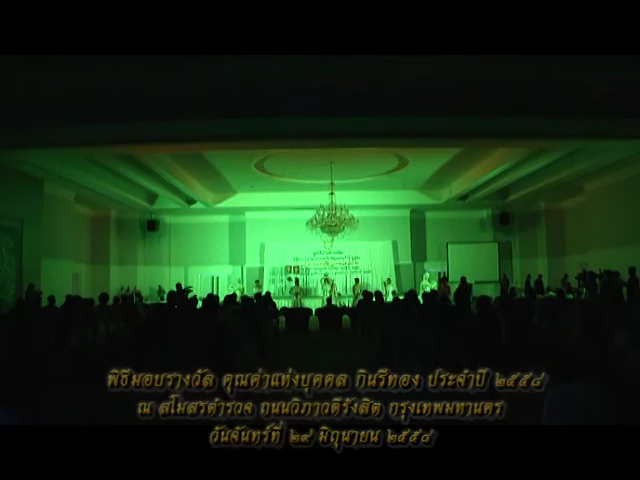 พิธีมอบรางวัล คุณค่าแห่งบุคคล กินรีทอง ประจำปี ๒๕๕๔
ณ สโมสรตำรวจ ถนนวิภาวดีรังสิต กรุงเทพมหานคร
วันจันทร์ที่ ๒๙ มิถุนายน ๒๕๕๔